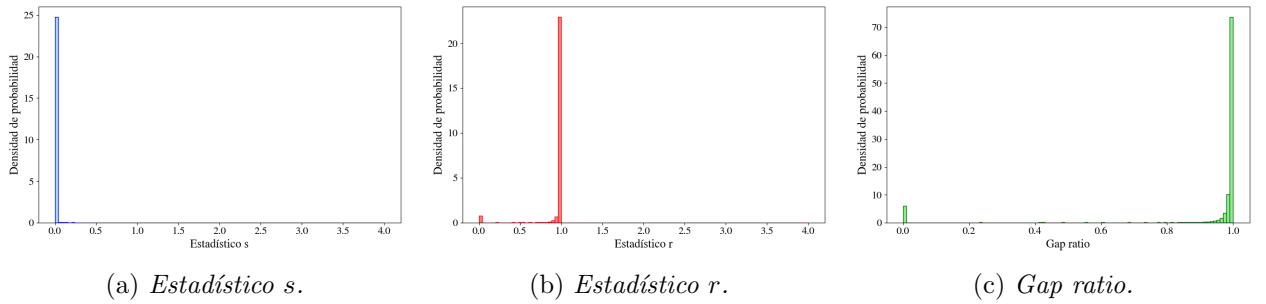 25
20
15
10
5
0
Densidad de probabilidad
0.0 0.5 1.0 1.5 2.0 2.5 3.0 3.5 4.0
Estadístico s
(a) Estadístico s.
20
15
10
5
0
Densidad de probabilidad
0.0 0.5 1.0 1.5 2.0 2.5 3.0 3.5 4.0
Estadístico r
(b) Estadístico r.
70
60
50
40
30
20
10
0
Densidad de probabilidad
0.0 0.2 0.4 0.6 0.8 1.0
Gap ratio
(c) Gap ratio.